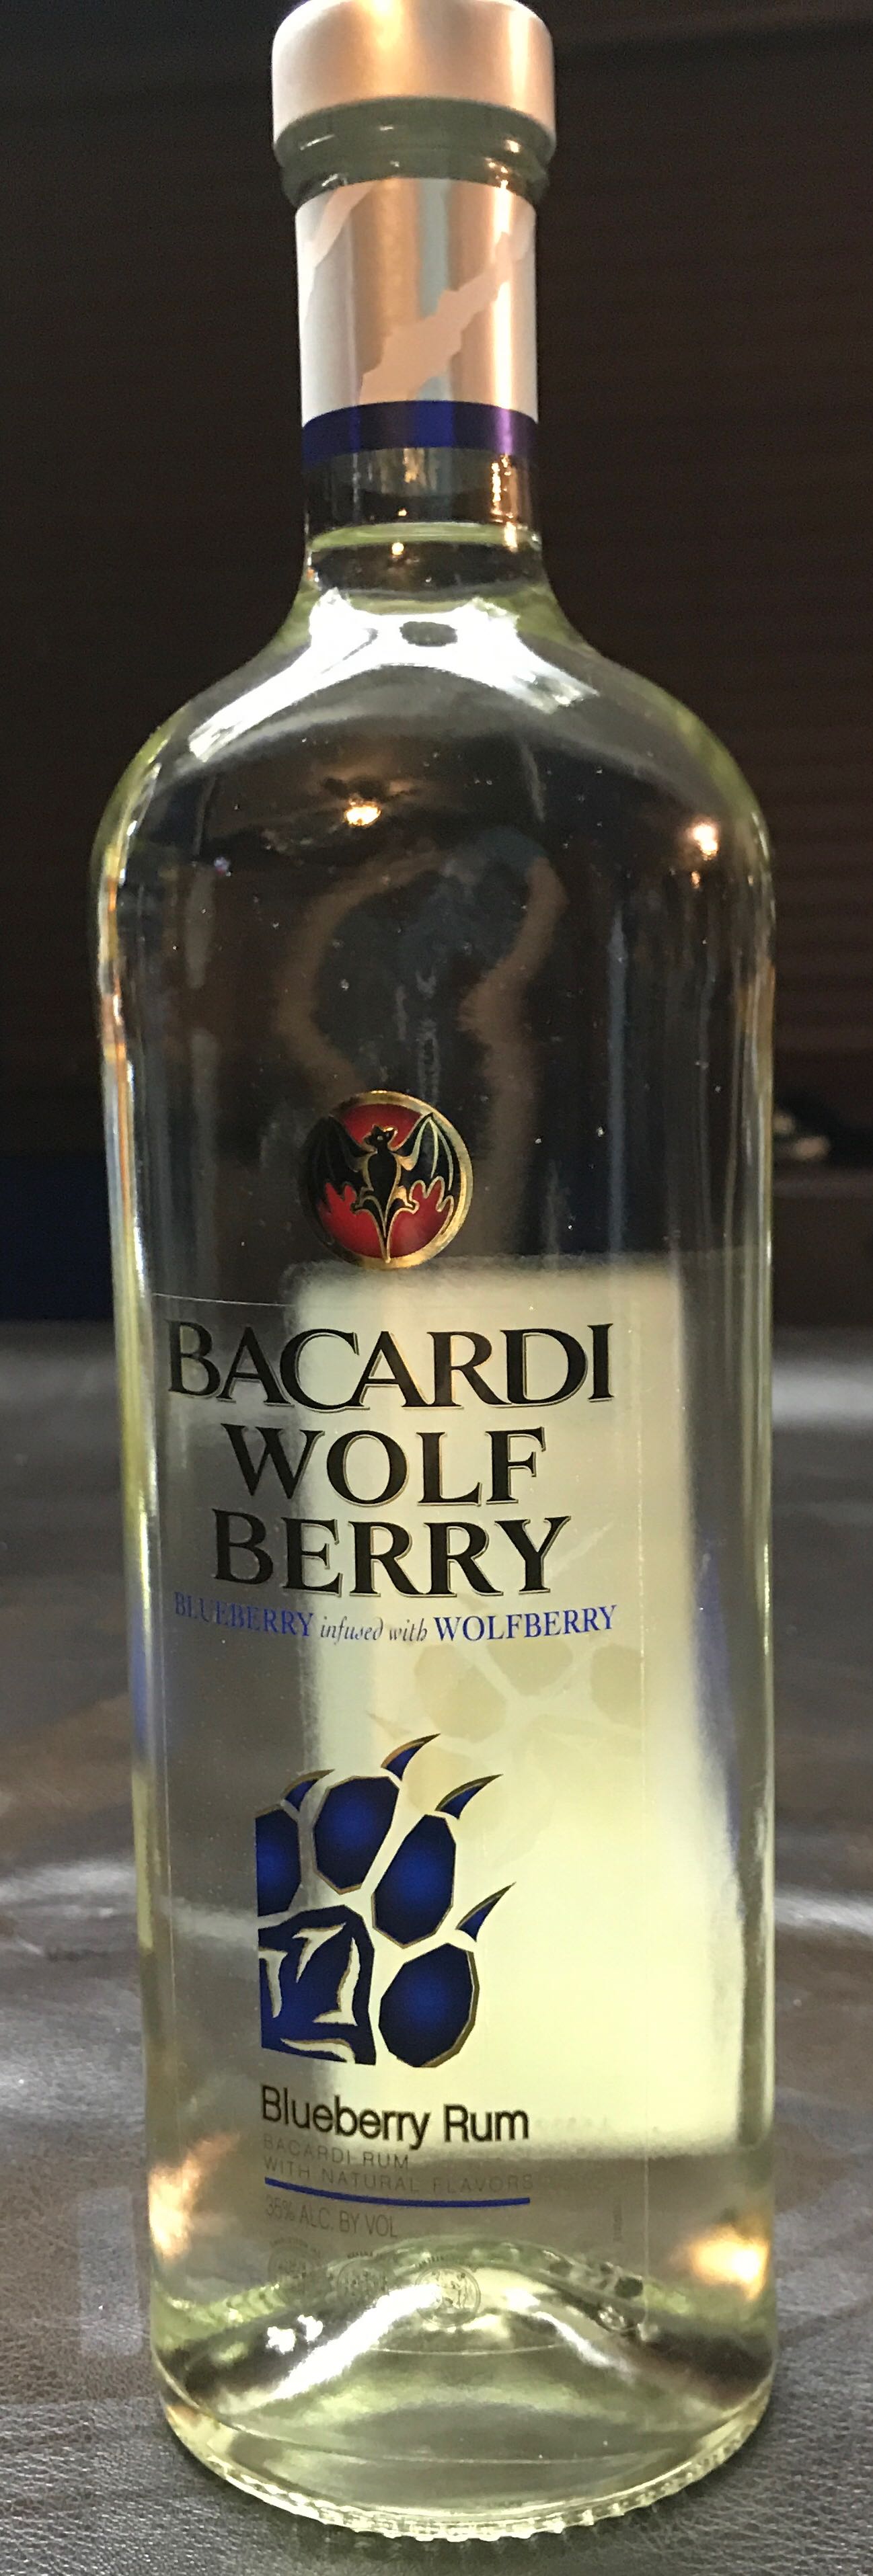 BACARDI
WOLF
BERRY
BLUEBERRY infused with WOLFBERRY
Blueberry Rum
BACARDI RUM
WITH NATURAL FLAVORS
35% ALC. BY VOL